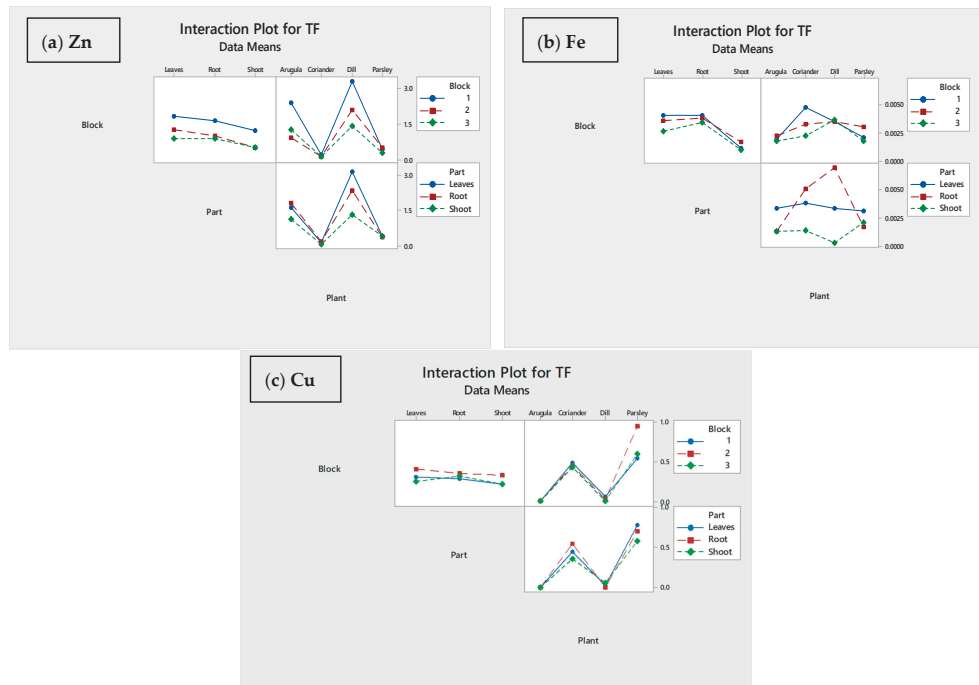 (a) Zn
Interaction Plot for TF
Data Means
Leaves Root Shoot
Arugula Coriander Dill Parsley
Block
3.0
1.5
0.0
Block
1
2
3
Part
3.0
1.5
0.0
Part
Leaves
Root
Shoot
Plant
(b) Fe
Interaction Plot for TF
Data Means
Leaves Root Shoot
Arugula Coriander Dill Parsley
Block
0.0050
0.0025
0.0000
Block
1
2
3
Part
0.0050
0.0025
0.0000
Part
Leaves
Root
Shoot
Plant
(c) Cu
Interaction Plot for TF
Data Means
Leaves Root Shoot
Arugula Coriander Dill Parsley
Block
1.0
0.5
0.0
Block
1
2
3
Part
1.0
0.5
0.0
Part
Leaves
Root
Shoot
Plant